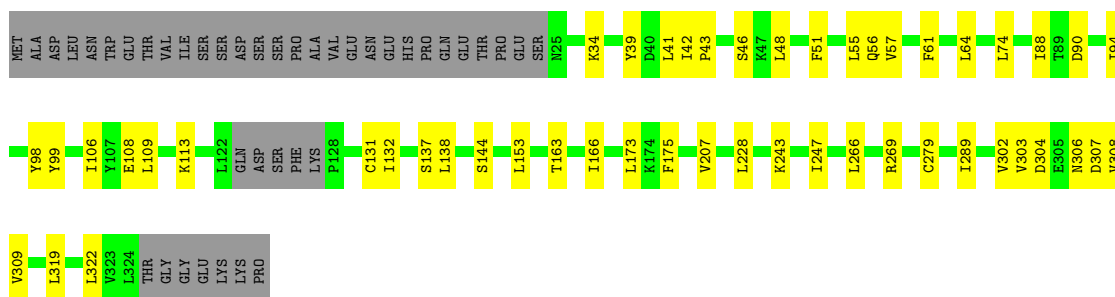 MET ALA ASP LEU ASN TRP GLU THR VAL ILE SER SER ASP SER SER PRO ALA VAL GLU ASN GLU HIS PRO GLN GLU THR PRO GLU SER N25 K34 Y39 D40 L41 I42 P43 S46 K47 L48 F51 L55 Q56 V57 F61 L64 L74 I88 T89 D90
Y98 Y99 I106 Y107 E108 L109 K113 L122 GLN ASP SER PHE LYS P128 C131 I132 S137 L138 S144 L153 T163 I166 L173 K174 F175 V207 L228 K243 I247 L266 R269 C279 I289 V302 V303 D304 E305 N306 D307
V309 L319 L322 V323 L324 THR GLY GLY GLU LYS LYS PRO